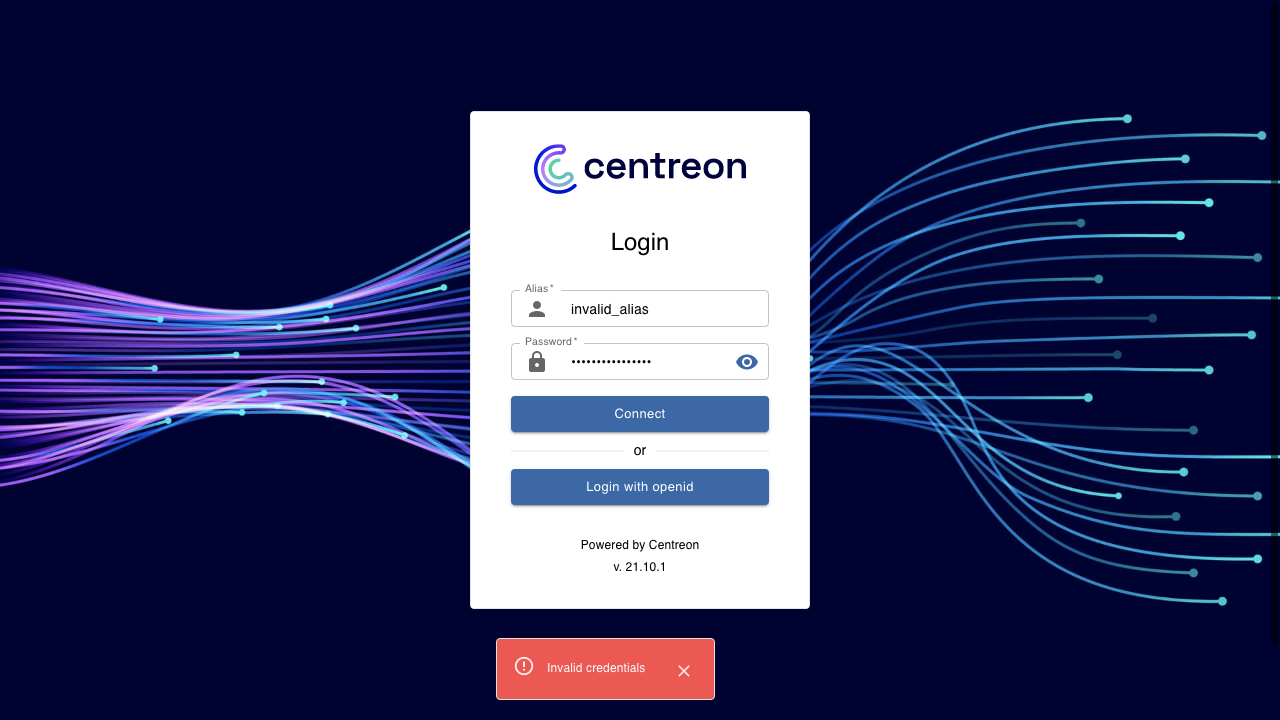 centreon
Login
Alias *
invalid_alias
Password *
••••••••••••••••
Connect
or
Login with openid
Powered by Centreon
v. 21.10.1
Invalid credentials